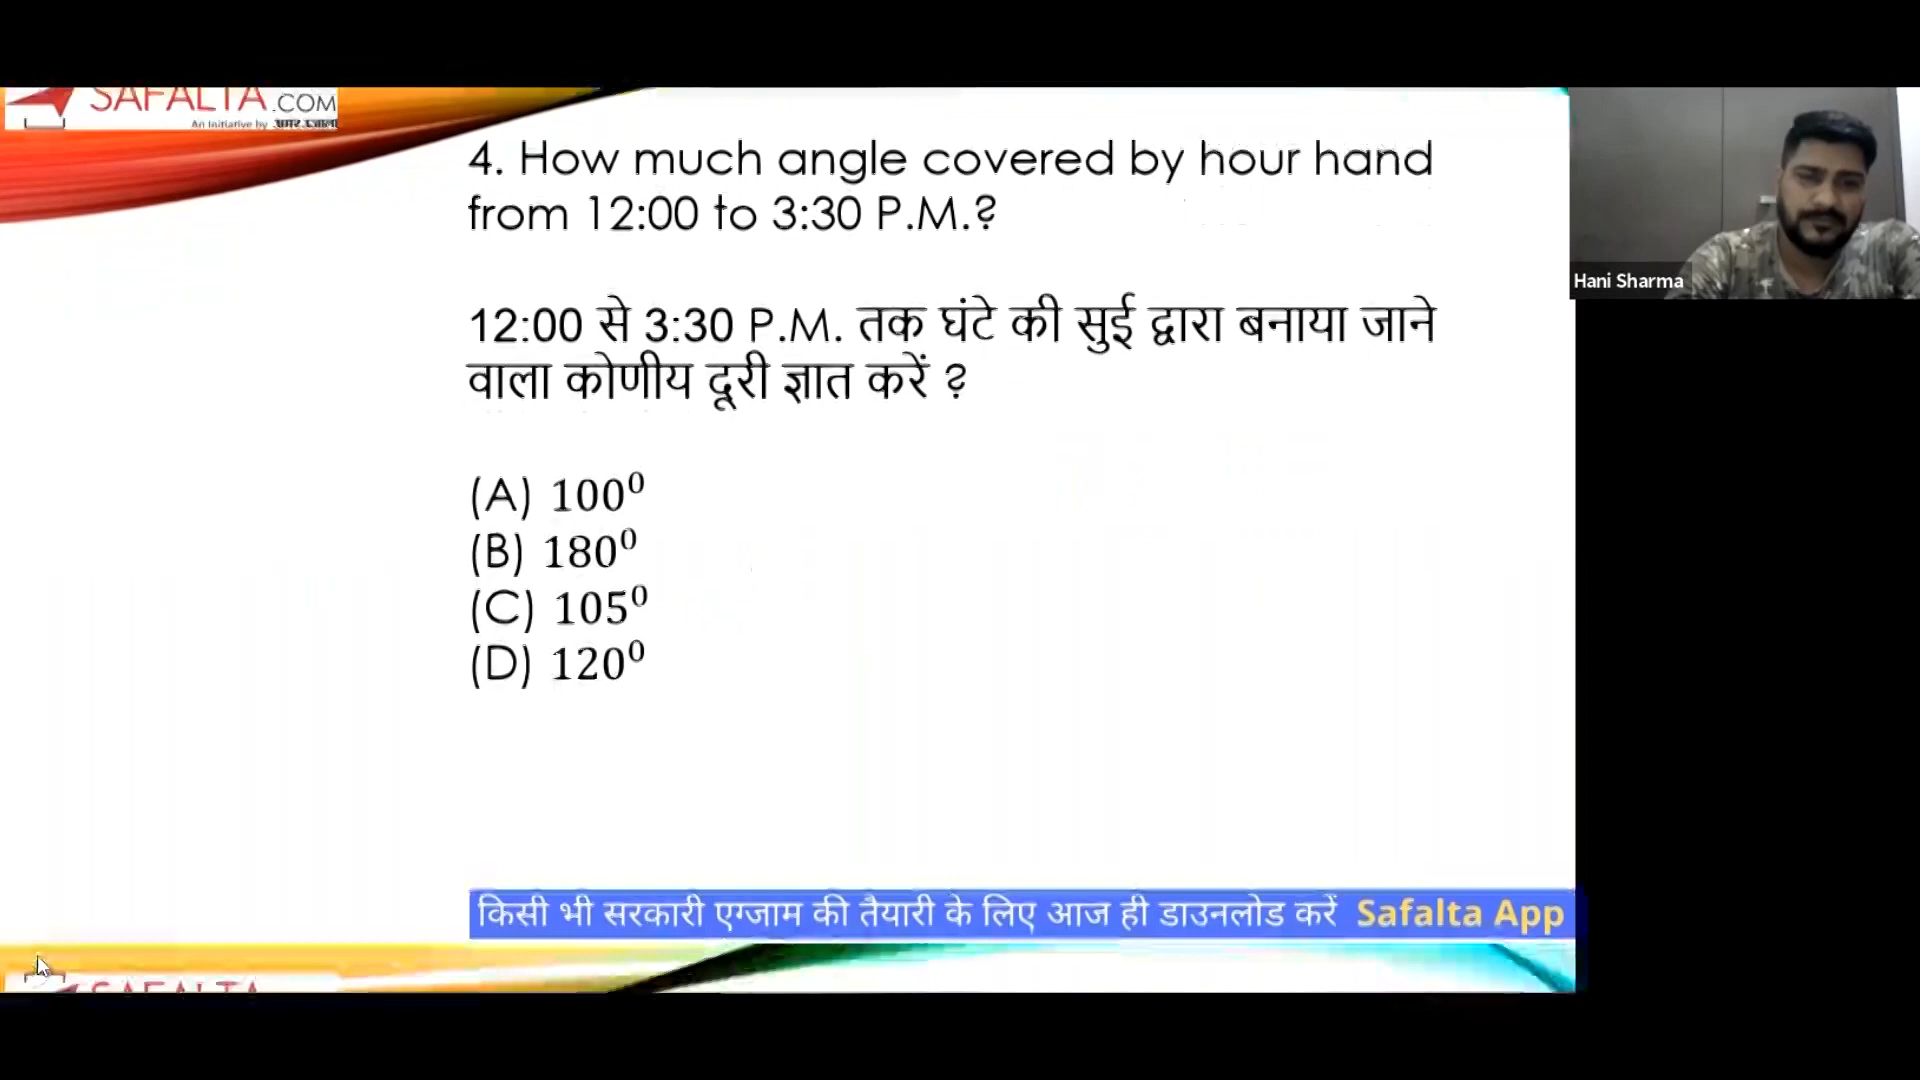 SAFALTA.COM
An Initiative by अमर उजाला
4. How much angle covered by hour hand
from 12:00 to 3:30 P.M.?
Hani Sharma
12:00 से 3:30 P.M. तक घंटे की सुई द्वारा बनाया जाने
वाला कोणीय दूरी ज्ञात करें ?
(A) 100⁰
(B) 180⁰
(C) 105⁰
(D) 120⁰
किसी भी सरकारी एग्जाम की तैयारी के लिए आज ही डाउनलोड करें Safalta App
SAFALTA